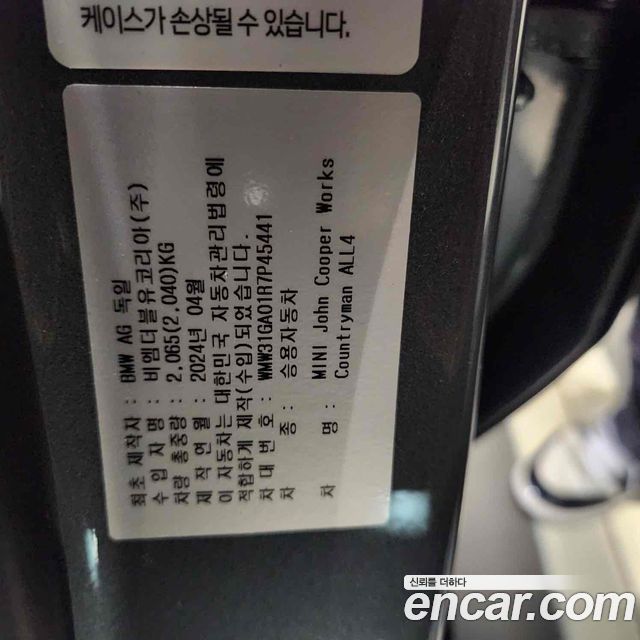 케이스가 손상될 수 있습니다.
최초 제작자 : BMW AG 독일
수 입 자 명 : 비엠더블유코리아(주)
차량 총중량 : 2,065(2,040)KG
제 작 연 월 : 2024년 04월
이 자동차는 대한민국 자동차관리법령에
적합하게 제작(수입)되었습니다.
차 대 번 호 : WMW31GA01R7P45441
차 종 : 승용자동차
차 명 : MINI John Cooper Works
Countryman ALL4
신뢰를 더하다
encar.com